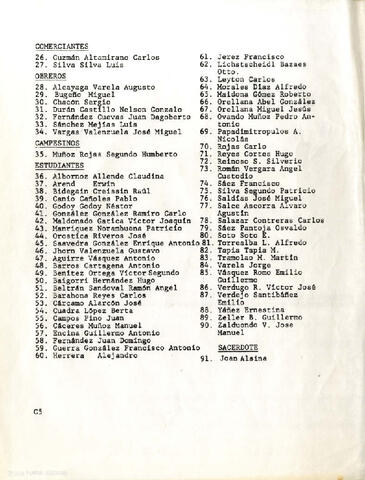 COMERCIANTES
26. Guzmán Altamirano Carlos
27. Silva Silva Luis
OBREROS
28. Alcayaga Varela Augusto
29. Bugeño Miguel
30. Chacón Sergio
31. Durán Castillo Nelson Gonzalo
32. Fernández Cuevas Juan Dagoberto
33. Sánchez Mejías Luis
34. Vargas Valenzuela José Miguel
CAMPESINOS
35. Muñoz Rojas Segundo Humberto
ESTUDIANTES
36. Albornoz Allende Claudina
37. Arend Erwin
38. Bidegain Creissin Raúl
39. Canio Cañoles Pablo
40. Godoy Godoy Néstor
41. González González Ramiro Carlo
42. Maldonado Gatica Víctor Joaquín
43. Manríquez Norambuena Patricio
44. Orostica Riveros José
45. Saavedra González Enrique Antonio
46. Jhorn Valenzuela Gustavo
47. Aguirre Vásquez Antonio
48. Barros Cartagena Antonio
49. Benítez Ortega Víctor Segundo
50. Baigorri Hernández Hugo
51. Beltrán Sandoval Ramón Angel
52. Barahona Reyes Carlos
53. Cárcamo Alarcón José
54. Cuadra López Berta
55. Campos Fino Juan
56. Cáceres Muñoz Manuel
57. Encina Guillermo Antonio
58. Fernández Juan Domingo
59. Guerra González Francisco Antonio
60. Herrera Alejandro
61. Jerez Francisco
62. Lichatscheidl Bazaes
Otto.
63. Leyton Carlos
64. Morales Díaz Alfredo
65. Maidona Gómez Roberto
66. Orellana Abel González
67. Orellana Miguel Jesús
68. Ovando Muñoz Pedro An-
tonio
69. Papadimitropulos A.
Nicolás
70. Rojas Carlo
71. Reyes Cortes Hugo
72. Reinoso S. Silverio
73. Román Vergara Angel
Custodio
74. Sáez Francisco
75. Silva Segundo Patricio
76. Saldías José Miguel
77. Salce Ascorra Alvaro
Agustín
78. Salazar Contreras Carlos
79. Sáez Pantoja Osvaldo
80. Soto Soto E.
81. Torrealba L. Alfredo
82. Tapia Tapia M.
83. Tramolao M. Martín
84. Varela Jorge
85. Vásquez Romo Emilio
Guillermo
86. Verdugo R. Víctor José
87. Verdejo Santibáñez
Emilio
88. Yáñez Ernestina
89. Zeller B. Guillermo
90. Zaldondo V. Jose
Manuel
SACERDOTE
91. Joan Alsina
C5